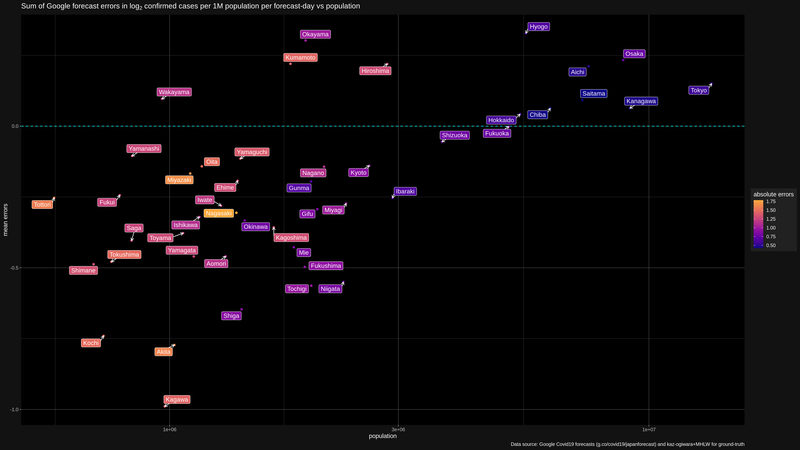 Sum of Google forecast errors in log₂ confirmed cases per 1M population per forecast-day vs population
Hyogo
Okayama
Osaka
Kumamoto
Hiroshima
Aichi
Wakayama
Saitama
Tokyo
Kanagawa
Chiba
Hokkaido
0.0
Shizuoka
Fukuoka
Yamanashi
Yamaguchi
Oita
Nagano
Kyoto
Miyazaki
Ehime
Gunma
Ibaraki
absolute errors
1.75
1.50
1.25
1.00
0.75
0.50
Tottori
Fukui
Iwate
Nagasaki
Gifu
Miyagi
mean errors
Saga
Ishikawa
Okinawa
Toyama
Kagoshima
Tokushima
Yamagata
Mie
Shimane
Aomori
Fukushima
-0.5
Tochigi
Niigata
Shiga
Kochi
Akita
Kagawa
-1.0
1e+06
3e+06
1e+07
population
Data source: Google Covid19 forecasts (g.co/covid19/japanforecast) and kaz-ogiwara+MHLW for ground-truth